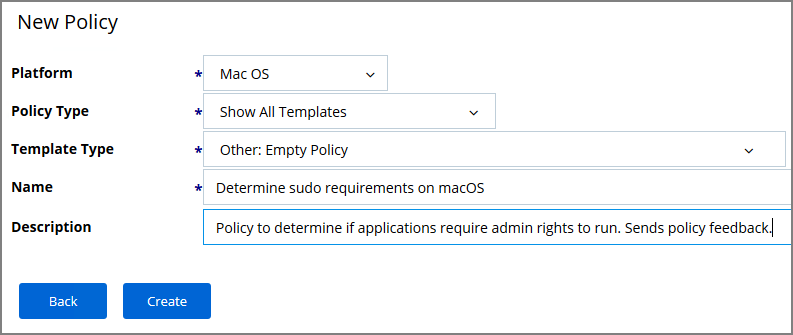 New Policy
Platform * Mac OS
Policy Type * Show All Templates
Template Type * Other: Empty Policy
Name * Determine sudo requirements on macOS
Description Policy to determine if applications require admin rights to run. Sends policy feedback.
Back Create